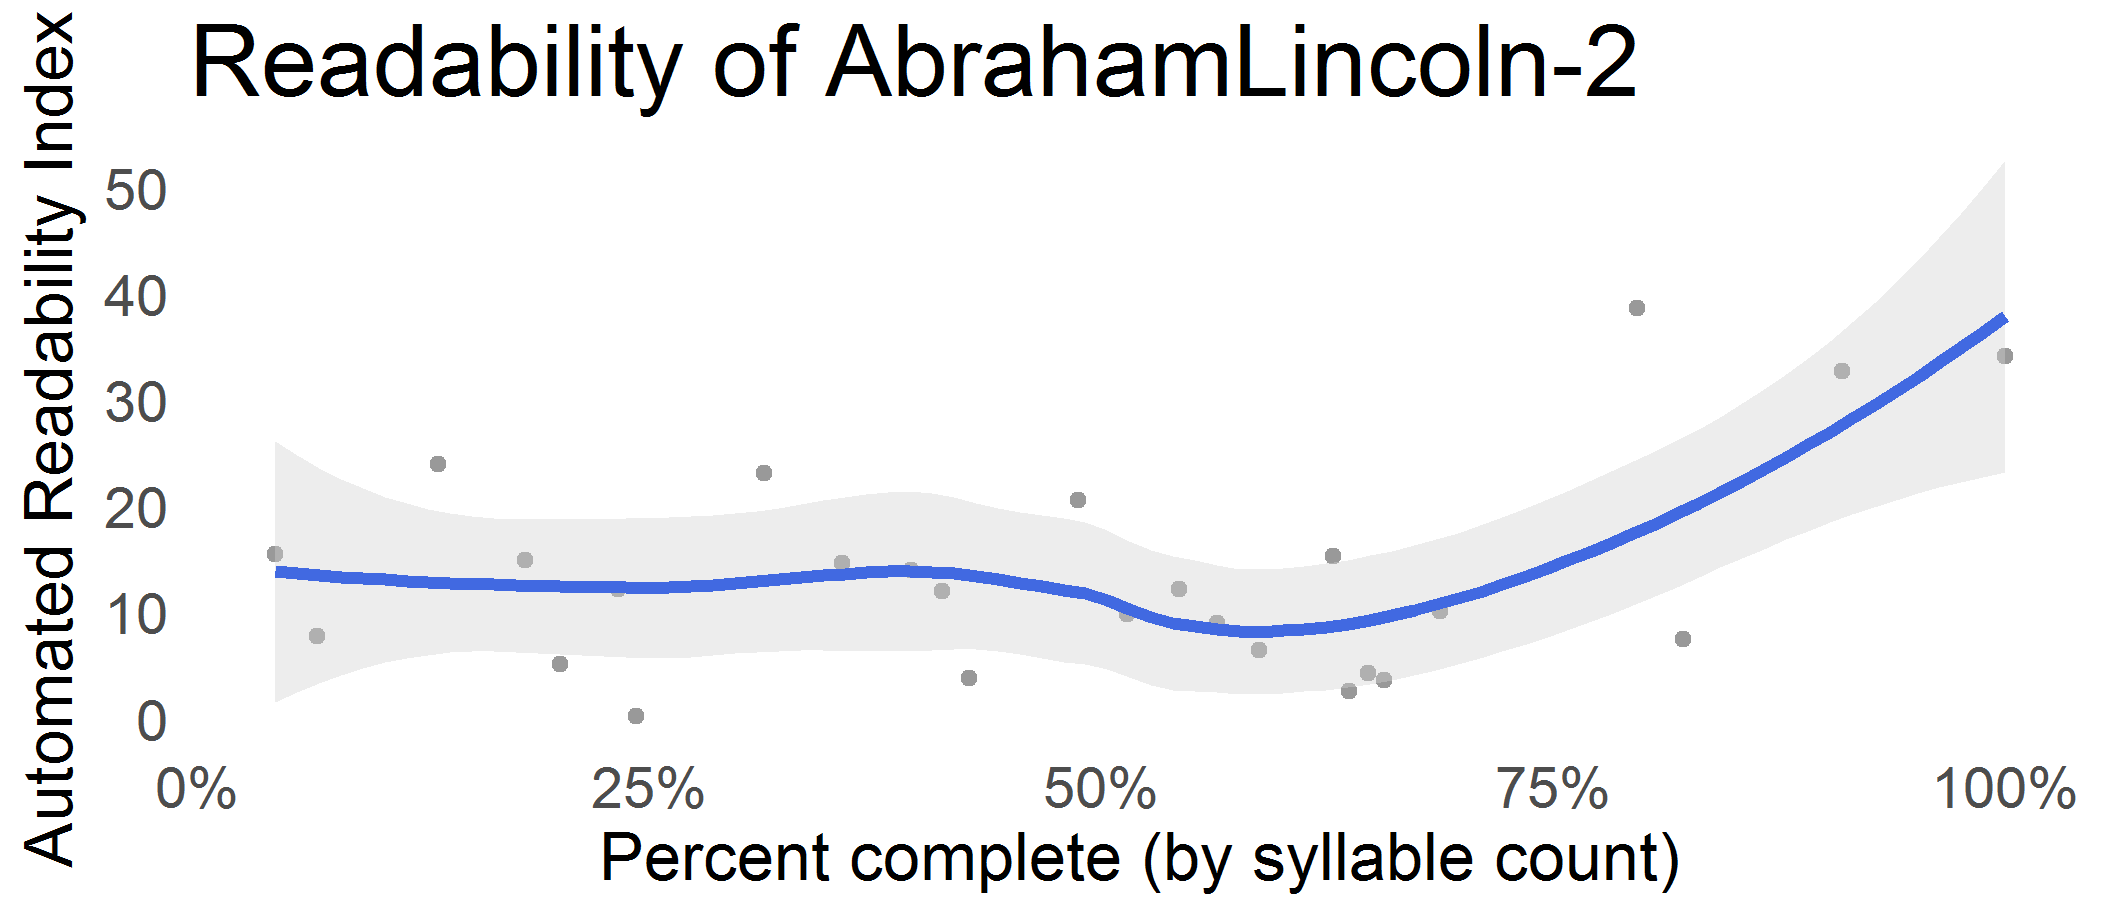 Readability of AbrahamLincoln-2
Automated Readability Index
50
40
30
20
10
0
0% 25% 50% 75% 100%
Percent complete (by syllable count)